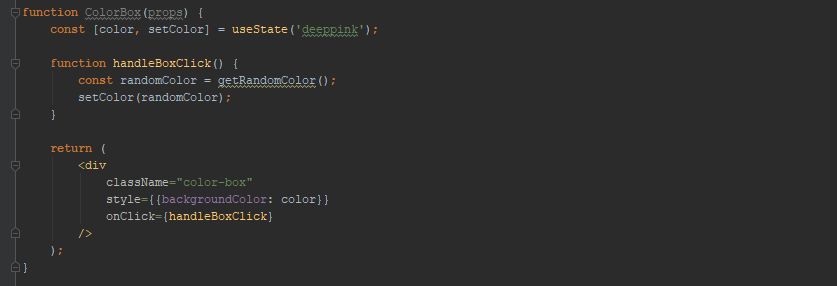 function ColorBox(props) {
    const [color, setColor] = useState('deeppink');

    function handleBoxClick() {
        const randomColor = getRandomColor();
        setColor(randomColor);
    }

    return (
        <div
            className="color-box"
            style={{backgroundColor: color}}
            onClick={handleBoxClick}
        />
    );
}